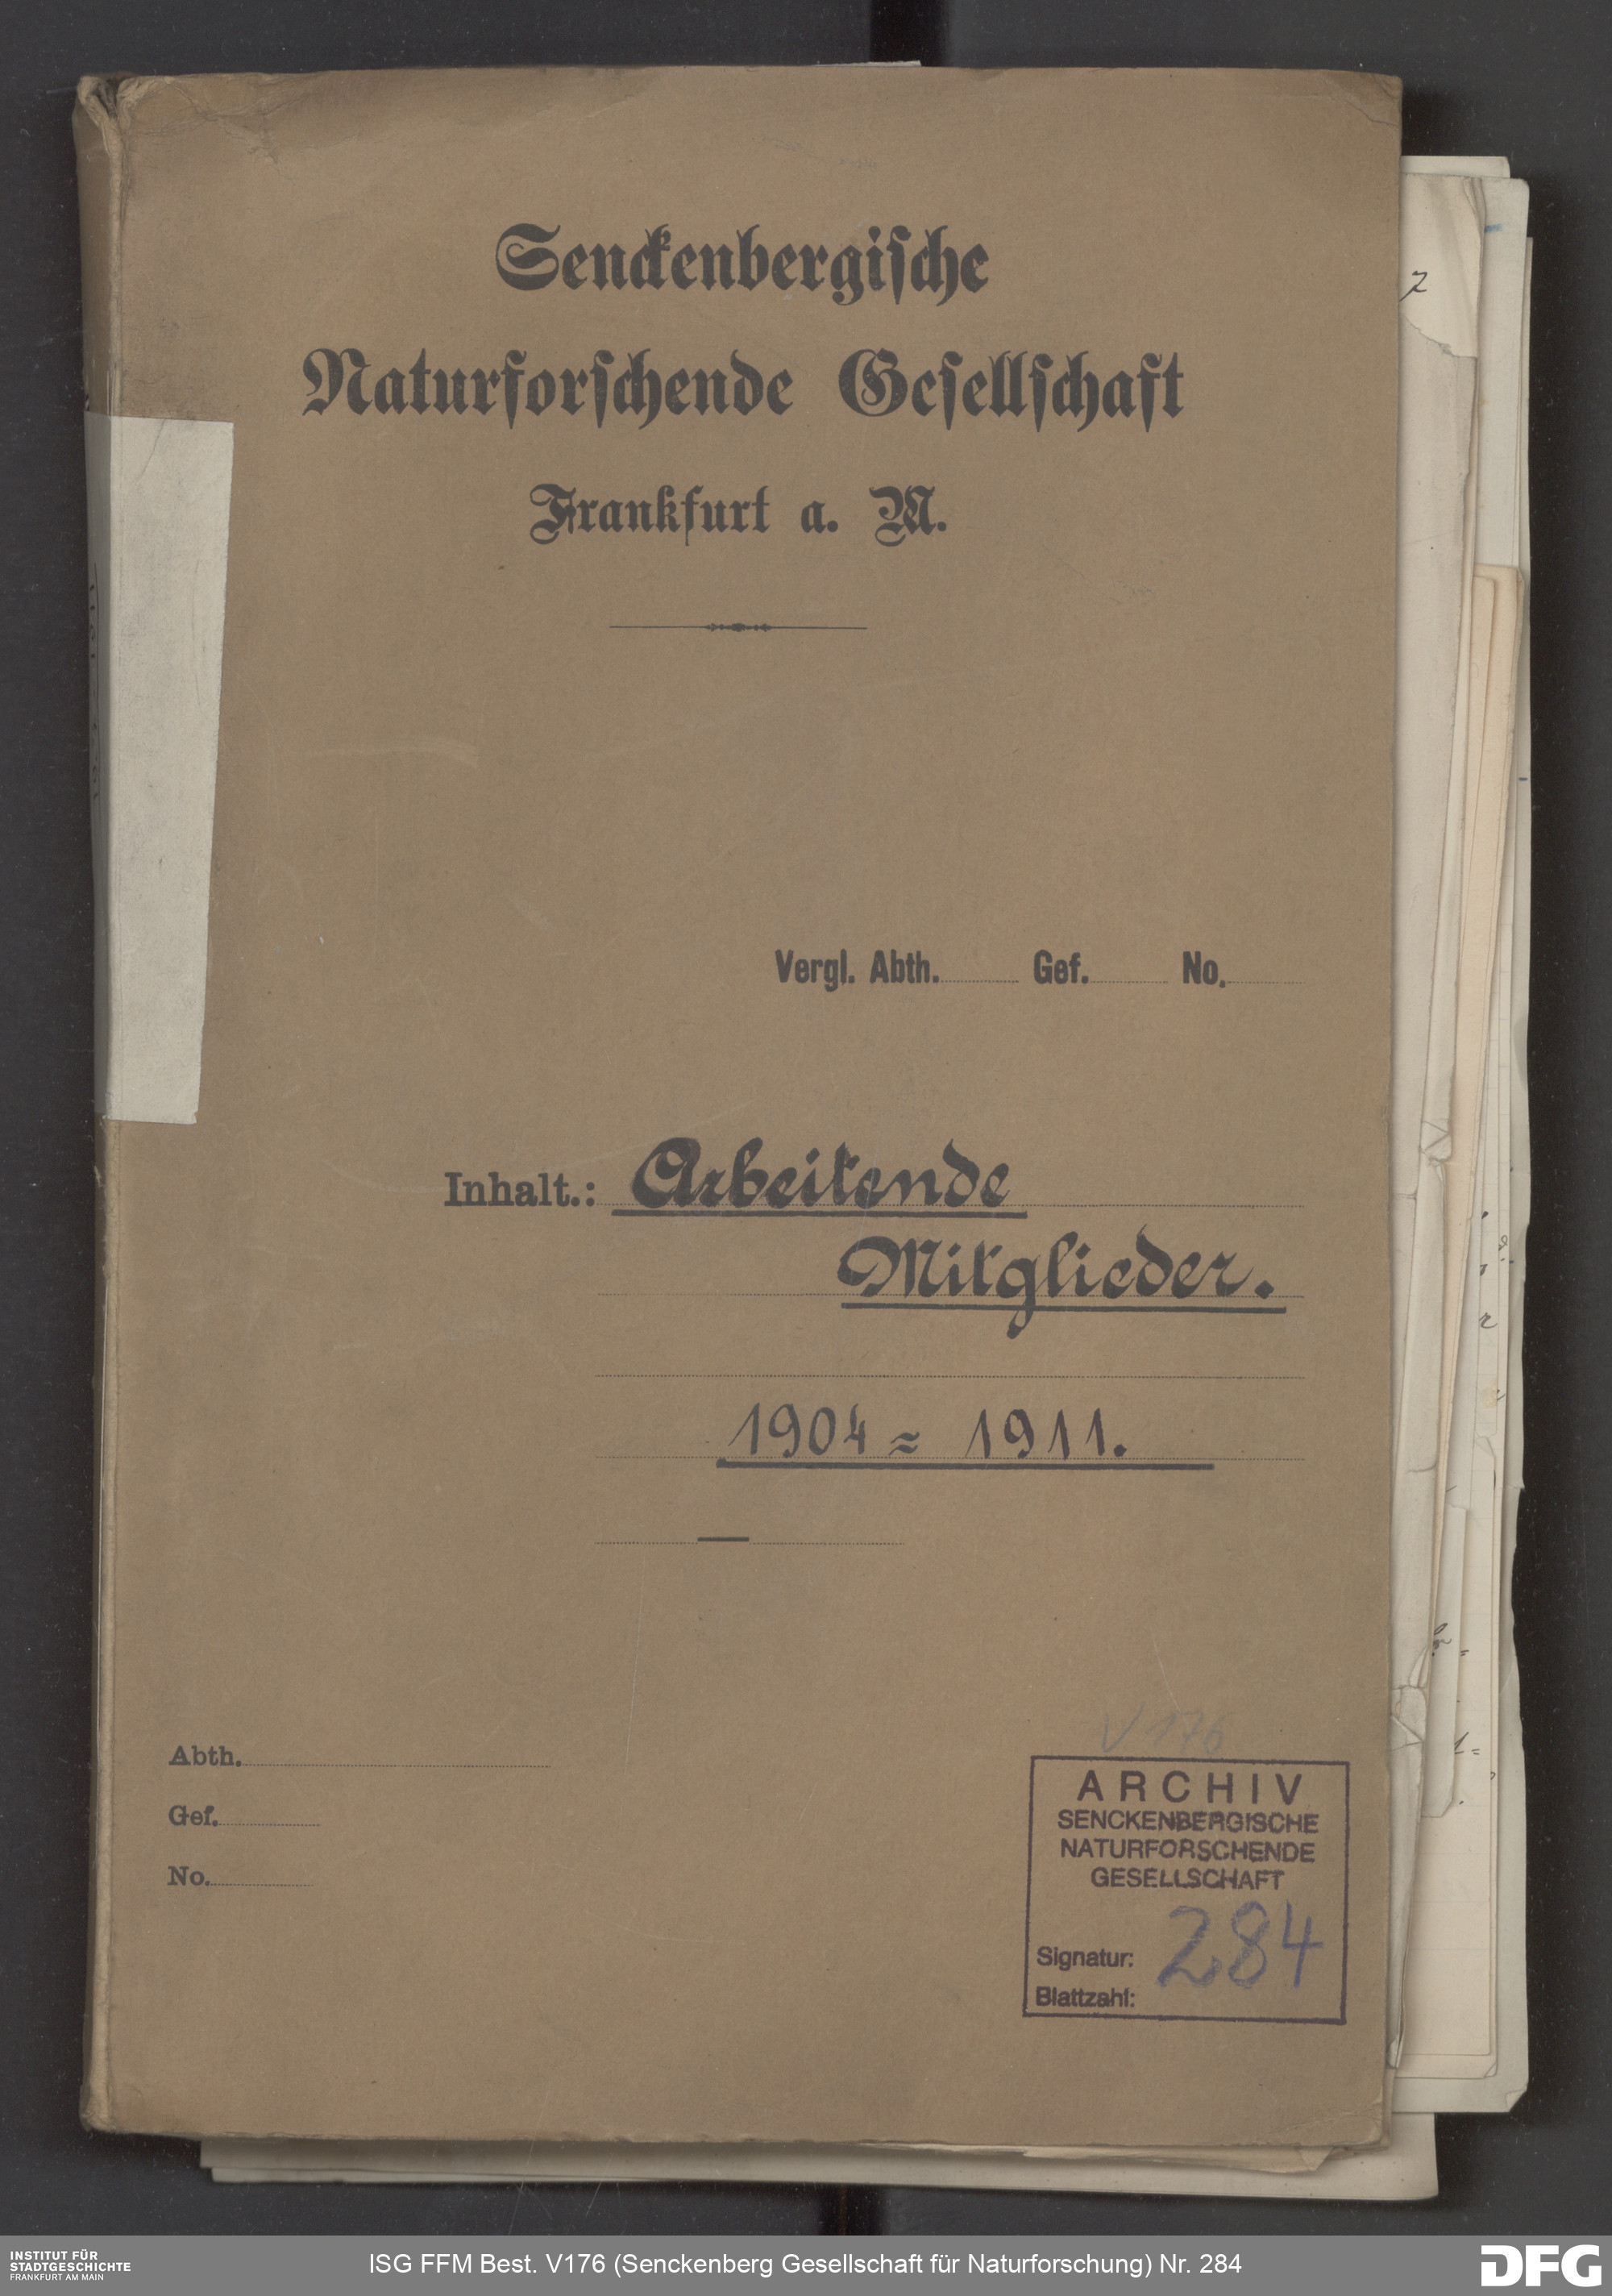 Senckenbergische
Naturforschende Gesellschaft
Frankfurt a. M.
Vergl. Abth. Gef. No.
Inhalt.: Arbeitende
Mitglieder.
1904 = 1911.
Abth.
Gef.
No.
V 176
ARCHIV
SENCKENBERGISCHE
NATURFORSCHENDE
GESELLSCHAFT
Signatur: 284
Blattzahl:
INSTITUT FÜR
STADTGESCHICHTE
FRANKFURT AM MAIN
ISG FFM Best. V176 (Senckenberg Gesellschaft für Naturforschung) Nr. 284
DFG